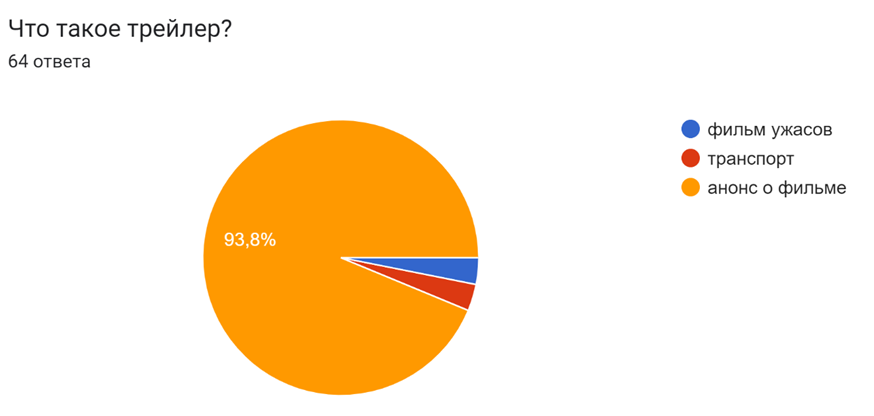 Что такое трейлер?
64 ответа
фильм ужасов
транспорт
анонс о фильме
93,8%